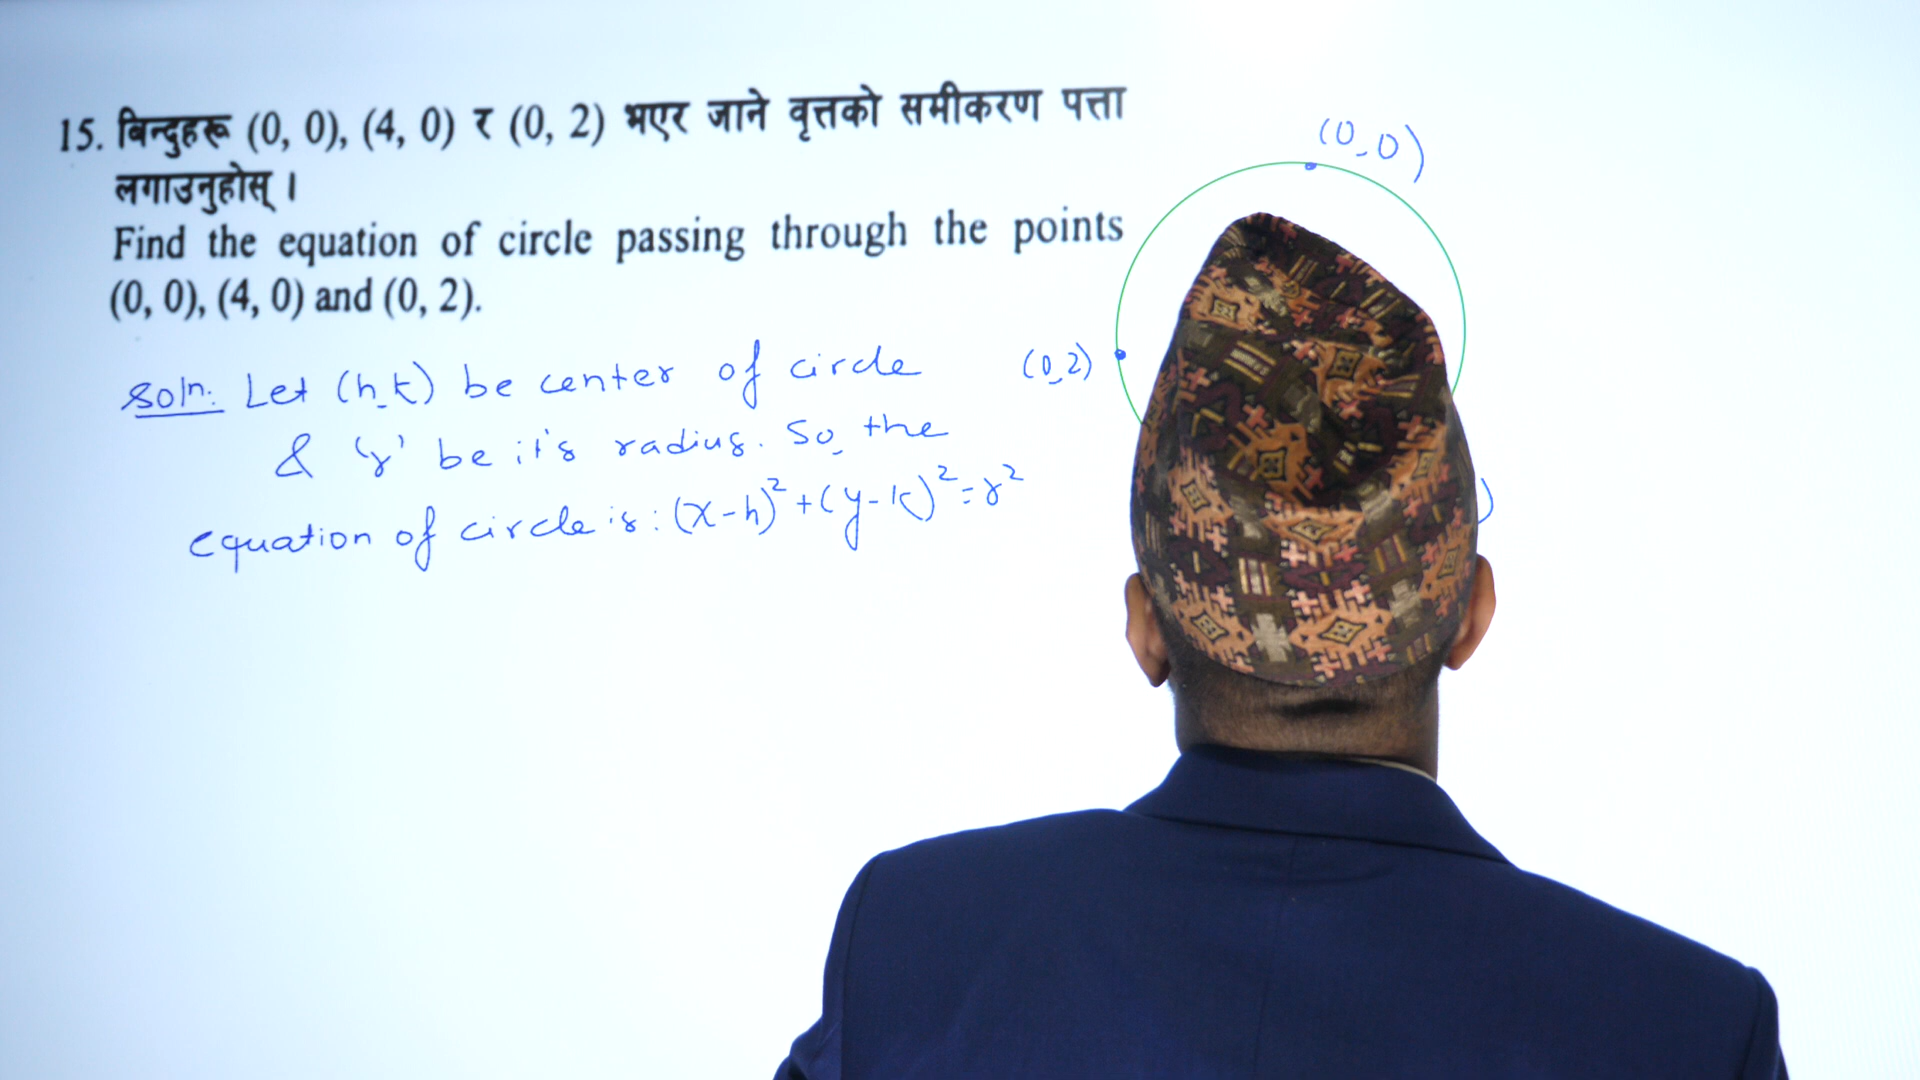 15. बिन्दुहरू (0, 0), (4, 0) र (0, 2) भएर जाने वृत्तको समीकरण पत्ता
लगाउनुहोस् ।
Find the equation of circle passing through the points
(0, 0), (4, 0) and (0, 2).
Soln: Let (h,k) be center of circle
& 'r' be it's radius. So, the
equation of circle is: (x-h)²+(y-k)²=r²
(0,0)
(0,2)
)